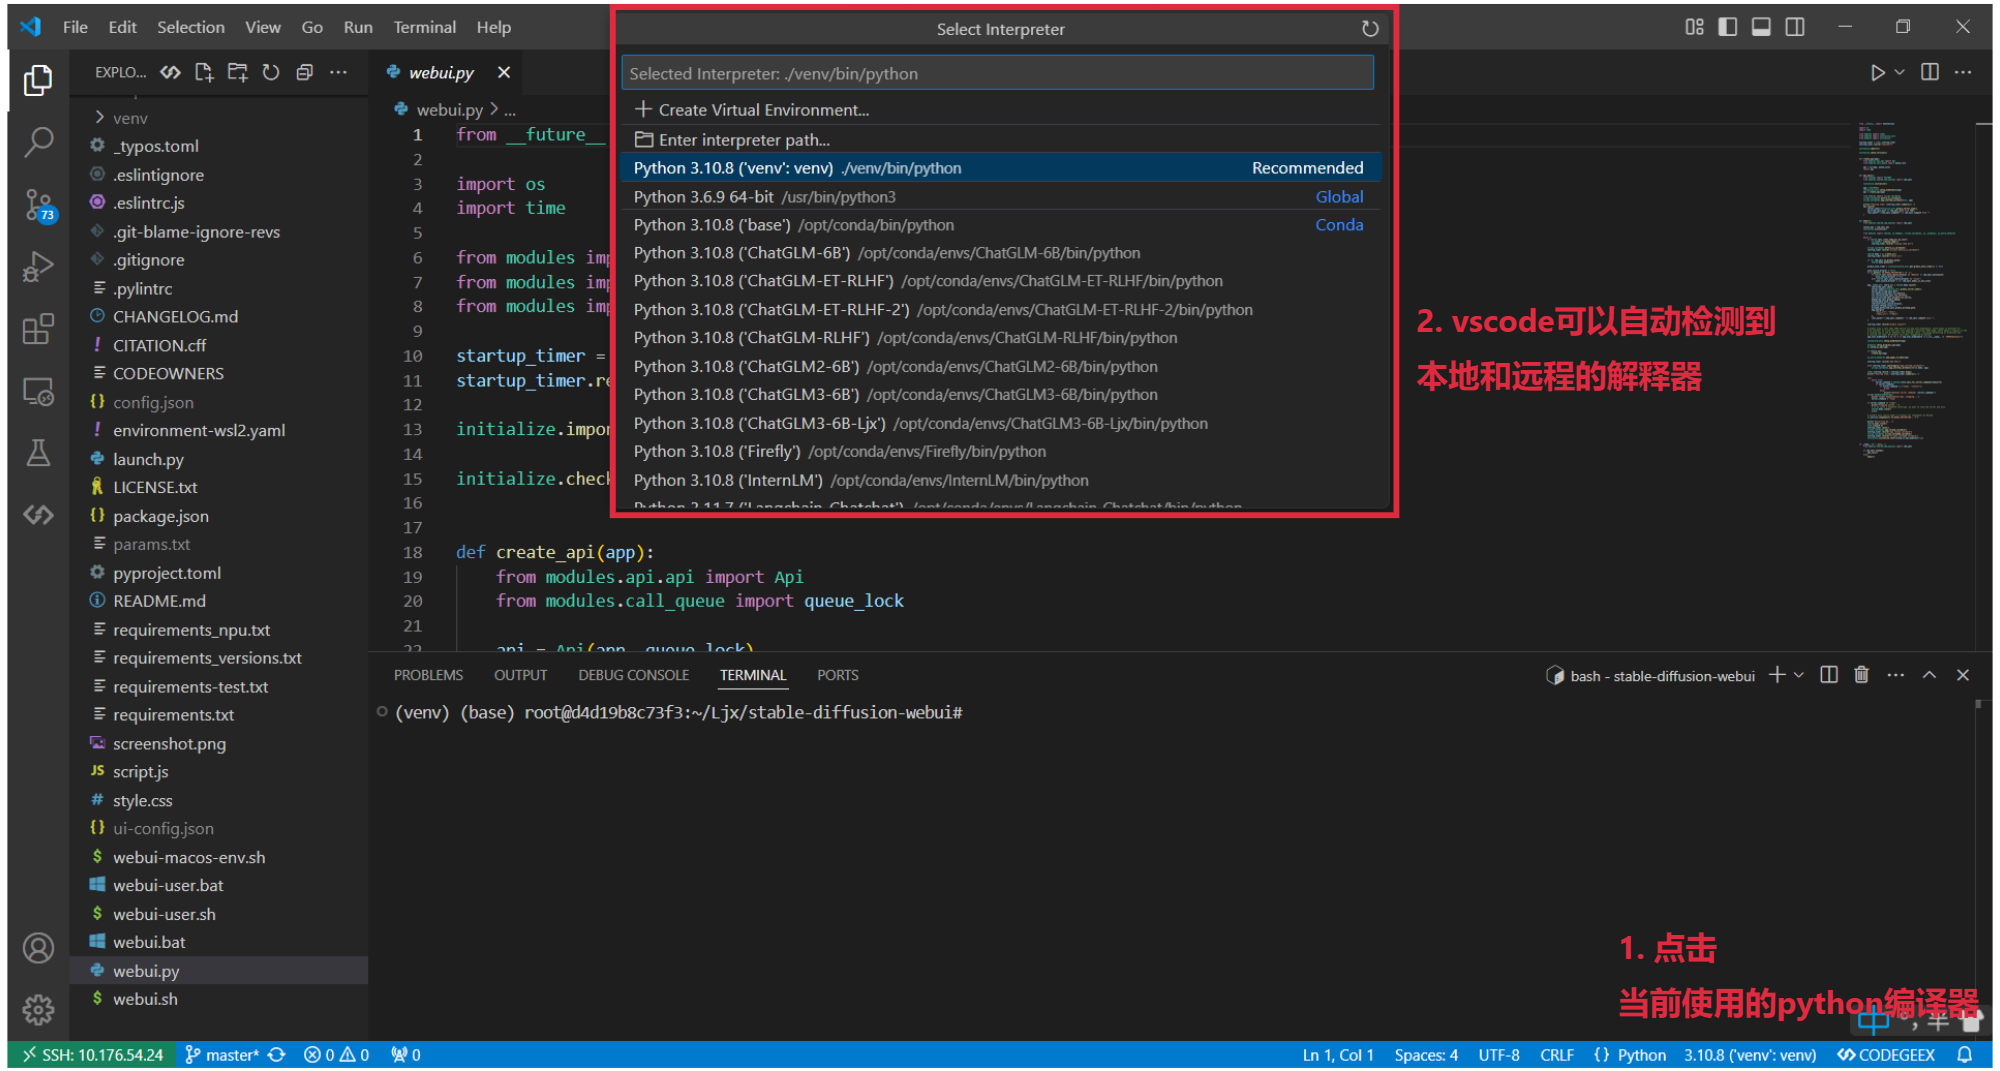 File Edit Selection View Go Run Terminal Help
Select Interpreter
EXPLO...
webui.py
Selected Interpreter: ./venv/bin/python
webui.py > ...
Create Virtual Environment...
Enter interpreter path...
Python 3.10.8 ('venv': venv) ./venv/bin/python Recommended
Python 3.6.9 64-bit /usr/bin/python3 Global
Python 3.10.8 ('base') /opt/conda/bin/python Conda
Python 3.10.8 ('ChatGLM-6B') /opt/conda/envs/ChatGLM-6B/bin/python
Python 3.10.8 ('ChatGLM-ET-RLHF') /opt/conda/envs/ChatGLM-ET-RLHF/bin/python
Python 3.10.8 ('ChatGLM-ET-RLHF-2') /opt/conda/envs/ChatGLM-ET-RLHF-2/bin/python
Python 3.10.8 ('ChatGLM-RLHF') /opt/conda/envs/ChatGLM-RLHF/bin/python
Python 3.10.8 ('ChatGLM2-6B') /opt/conda/envs/ChatGLM2-6B/bin/python
Python 3.10.8 ('ChatGLM3-6B') /opt/conda/envs/ChatGLM3-6B/bin/python
Python 3.10.8 ('ChatGLM3-6B-Ljx') /opt/conda/envs/ChatGLM3-6B-Ljx/bin/python
Python 3.10.8 ('Firefly') /opt/conda/envs/Firefly/bin/python
Python 3.10.8 ('InternLM') /opt/conda/envs/InternLM/bin/python
Python 3.11.7 ('Langchain-Chatchat') /opt/conda/envs/Langchain-Chatchat/bin/python
2. vscode可以自动检测到
本地和远程的解释器
73
venv
_typos.toml
.eslintignore
.eslintrc.js
.git-blame-ignore-revs
.gitignore
.pylintrc
CHANGELOG.md
CITATION.cff
CODEOWNERS
config.json
environment-wsl2.yaml
launch.py
LICENSE.txt
package.json
params.txt
pyproject.toml
README.md
requirements_npu.txt
requirements_versions.txt
requirements-test.txt
requirements.txt
screenshot.png
script.js
style.css
ui-config.json
webui-macos-env.sh
webui-user.bat
webui-user.sh
webui.bat
webui.py
webui.sh
1 from __future__
2
3 import os
4 import time
5
6 from modules imp
7 from modules imp
8 from modules imp
9
10 startup_timer =
11 startup_timer.re
12
13 initialize.impor
14
15 initialize.check
16
17
18 def create_api(app):
19 from modules.api.api import Api
20 from modules.call_queue import queue_lock
21
22 api = Api(app, queue_lock)
PROBLEMS OUTPUT DEBUG CONSOLE TERMINAL PORTS
bash - stable-diffusion-webui
(venv) (base) root@d4d19b8c73f3:~/Ljx/stable-diffusion-webui#
1. 点击
当前使用的python编译器
中 °, 半
SSH: 10.176.54.24 master* 0 0 0 Ln 1, Col 1 Spaces: 4 UTF-8 CRLF {} Python 3.10.8 ('venv': venv) CODEGEEX